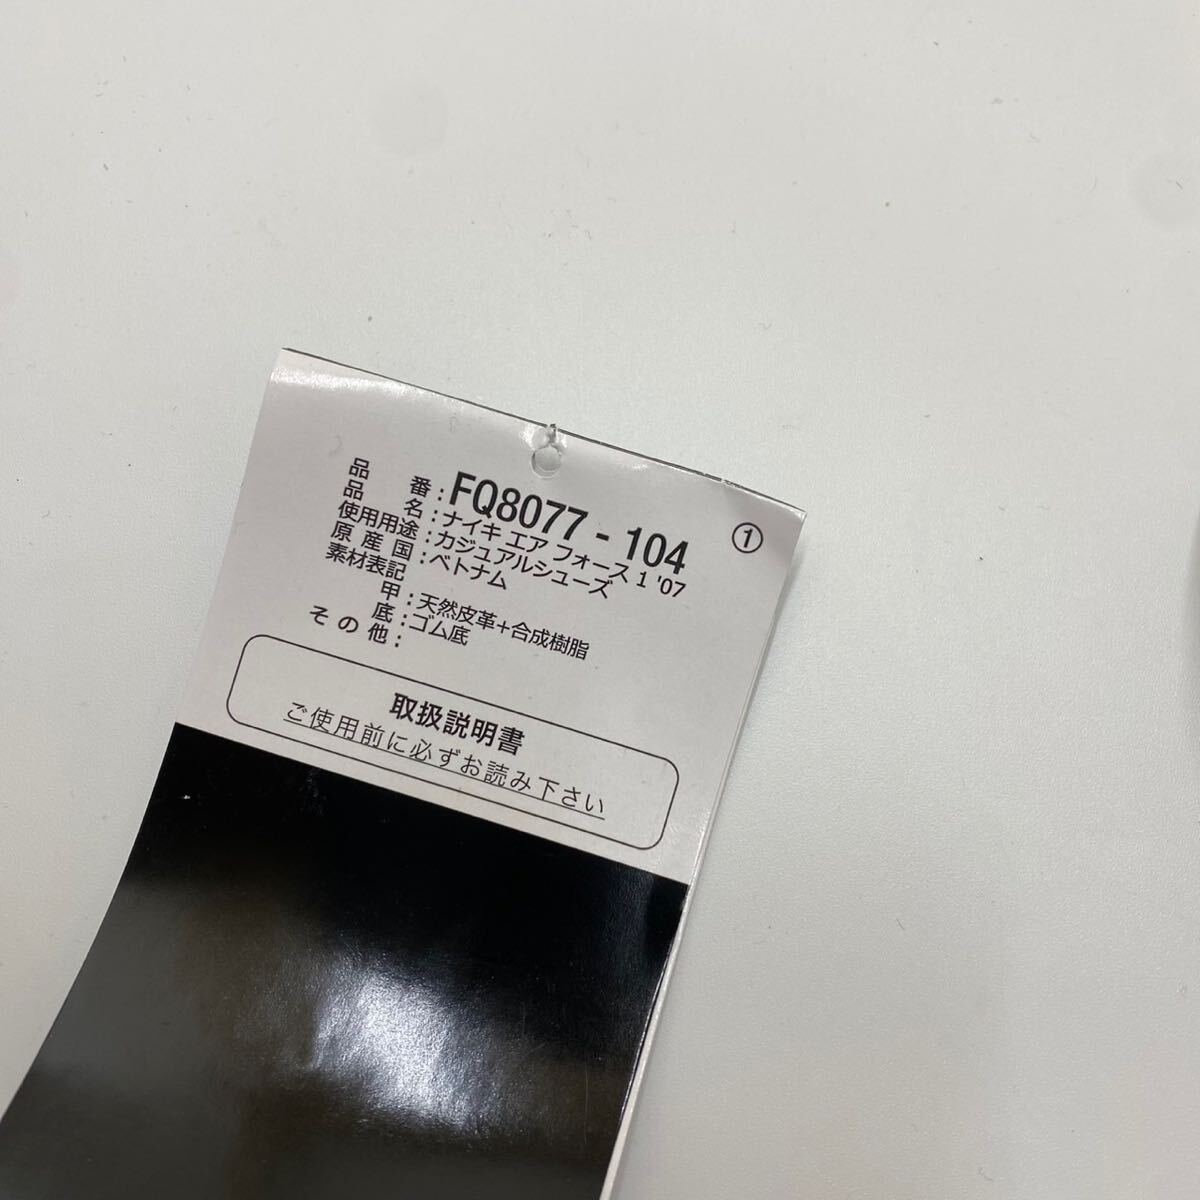 品番:FQ8077-104 ①
品名:ナイキ エア フォース 1 '07
使用用途:カジュアルシューズ
原産国:ベトナム
素材表記
甲:天然皮革+合成樹脂
底:ゴム底
その他:
取扱説明書
ご使用前に必ずお読み下さい